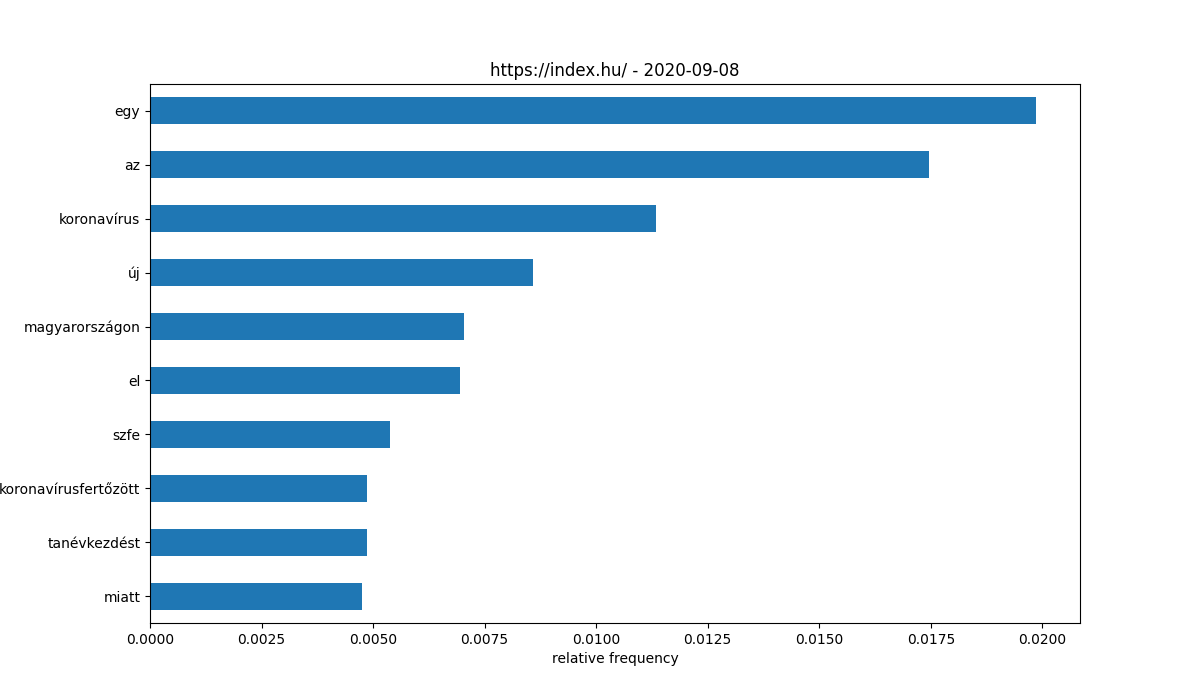 https://index.hu/ - 2020-09-08
egy
az
koronavírus
új
magyarországon
el
szfe
koronavírusfertőzött
tanévkezdést
miatt
0.0000 0.0025 0.0050 0.0075 0.0100 0.0125 0.0150 0.0175 0.0200
relative frequency